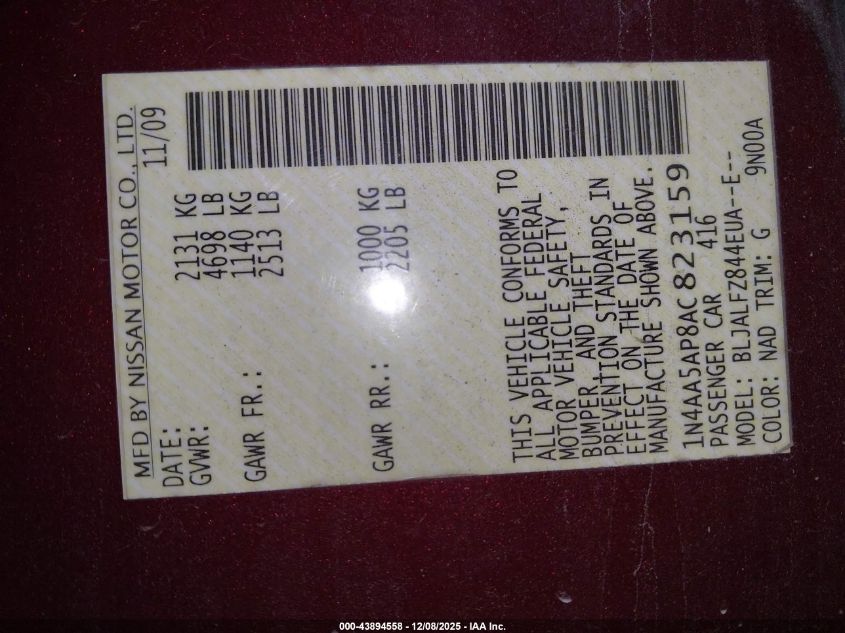 MFD BY NISSAN MOTOR CO., LTD.
DATE: 11/09
GVWR: 2131 KG
4698 LB
GAWR FR.: 1140 KG
2513 LB
GAWR RR.: 1000 KG
2205 LB
THIS VEHICLE CONFORMS TO
ALL APPLICABLE FEDERAL
MOTOR VEHICLE SAFETY,
BUMPER, AND THEFT
PREVENTION STANDARDS IN
EFFECT ON THE DATE OF
MANUFACTURE SHOWN ABOVE.
1N4AA5AP8AC823159
PASSENGER CAR 416
MODEL: BLJALFZ844EUA--E--
COLOR: NAD TRIM: G 9N00A
000-43894558 - 12/08/2025 - IAA Inc.